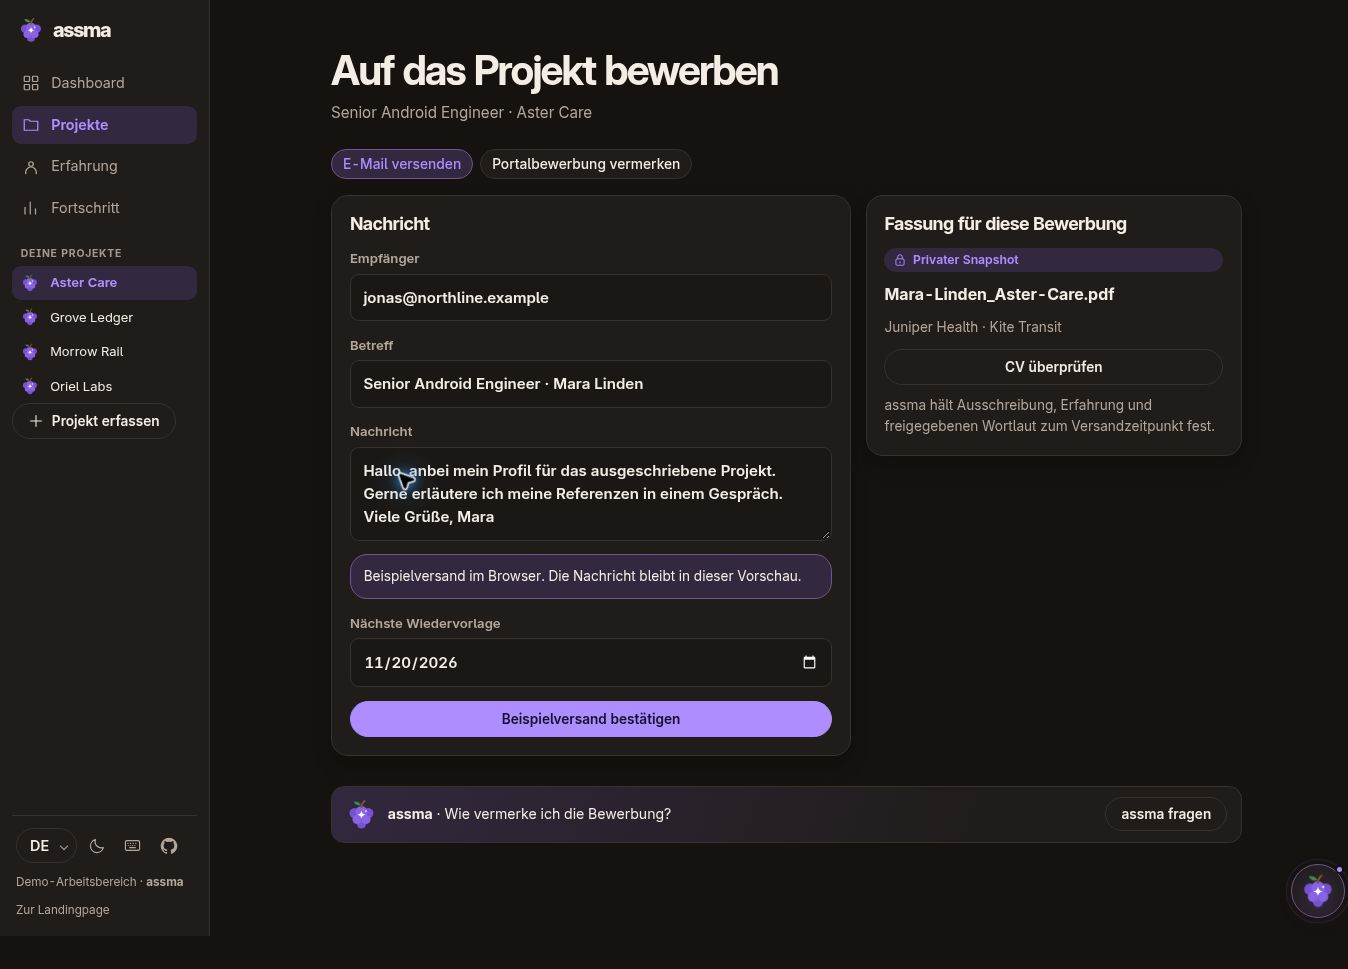 assma
Dashboard
Projekte
Erfahrung
Fortschritt
DEINE PROJEKTE
Aster Care
Grove Ledger
Morrow Rail
Oriel Labs
Projekt erfassen
DE
Demo-Arbeitsbereich · assma
Zur Landingpage
Auf das Projekt bewerben
Senior Android Engineer · Aster Care
E-Mail versenden
Portalbewerbung vermerken
Nachricht
Empfänger
jonas@northline.example
Betreff
Senior Android Engineer · Mara Linden
Nachricht
Hallo, anbei mein Profil für das ausgeschriebene Projekt.
Gerne erläutere ich meine Referenzen in einem Gespräch.
Viele Grüße, Mara
Beispielversand im Browser. Die Nachricht bleibt in dieser Vorschau.
Nächste Wiedervorlage
11/20/2026
Beispielversand bestätigen
Fassung für diese Bewerbung
Privater Snapshot
Mara-Linden_Aster-Care.pdf
Juniper Health · Kite Transit
CV überprüfen
assma hält Ausschreibung, Erfahrung und
freigegebenen Wortlaut zum Versandzeitpunkt fest.
assma · Wie vermerke ich die Bewerbung?
assma fragen